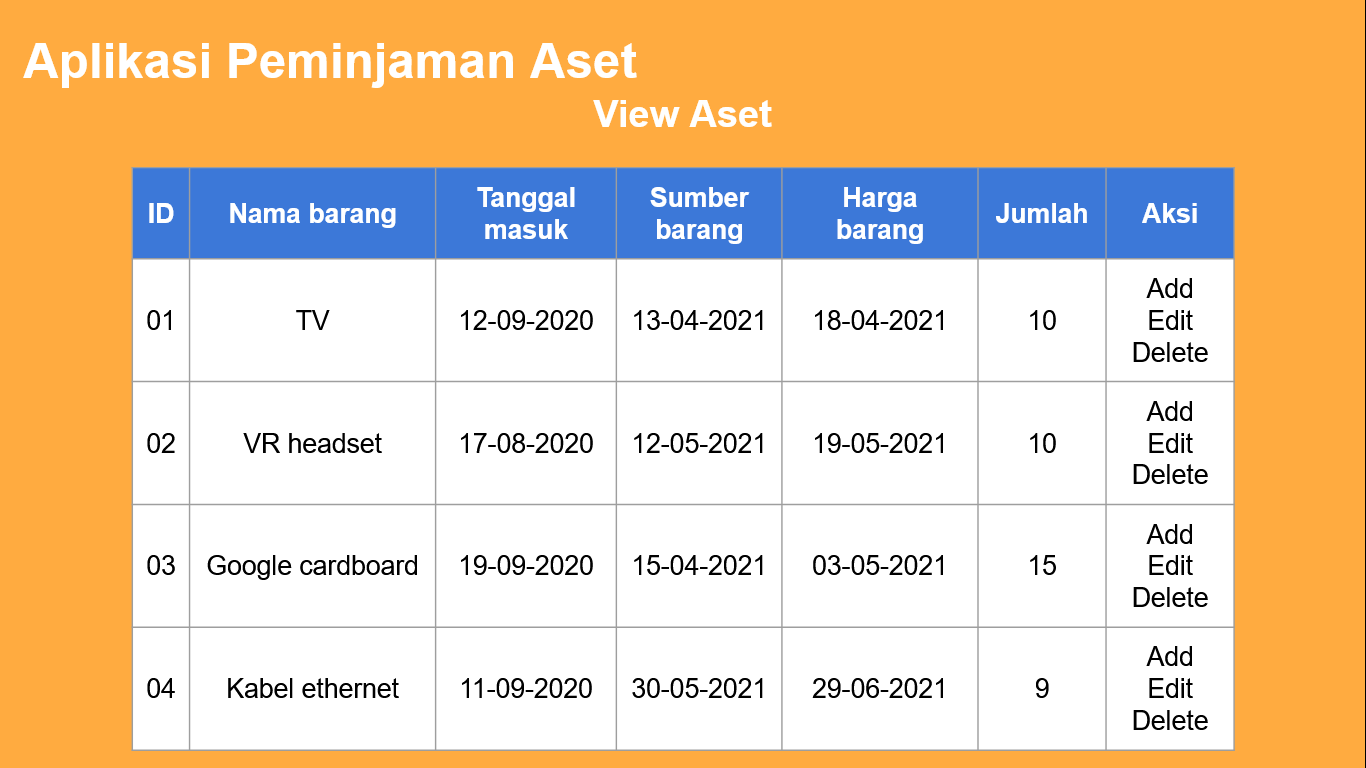 Aplikasi Peminjaman Aset
View Aset
ID Nama barang Tanggal masuk Sumber barang Harga barang Jumlah Aksi
01 TV 12-09-2020 13-04-2021 18-04-2021 10 Add Edit Delete
02 VR headset 17-08-2020 12-05-2021 19-05-2021 10 Add Edit Delete
03 Google cardboard 19-09-2020 15-04-2021 03-05-2021 15 Add Edit Delete
04 Kabel ethernet 11-09-2020 30-05-2021 29-06-2021 9 Add Edit Delete